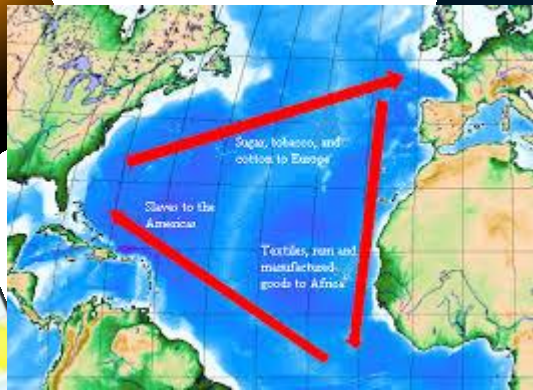 Sugar, tobacco, and
cotton to Europe
Slaves to the
Americas
Textiles, rum and
manufactured
goods to Africa